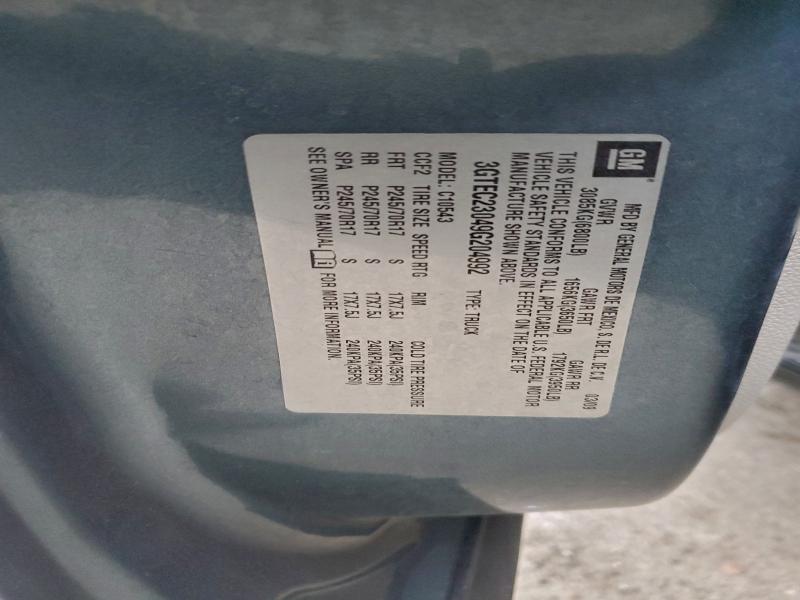 GM®
MFD BY GENERAL MOTORS DE MEXICO, S. DE R.L. DE C.V. 03/09
GVWR GAWR FRT GAWR RR
3085KG(6800LB) 1656KG(3650LB) 1792KG(3950LB)
THIS VEHICLE CONFORMS TO ALL APPLICABLE U.S. FEDERAL MOTOR
VEHICLE SAFETY STANDARDS IN EFFECT ON THE DATE OF
MANUFACTURE SHOWN ABOVE.
3GTEC23049G204992 TYPE: TRUCK
MODEL: C10543
CCF2 TIRE SIZE SPEED RTG RIM COLD TIRE PRESSURE
FRT P245/70R17 S 17X7.5J 240KPA(35PSI)
RR P245/70R17 S 17X7.5J 240KPA(35PSI)
SPA P245/70R17 S 17X7.5J 240KPA(35PSI)
SEE OWNER'S MANUAL FOR MORE INFORMATION.